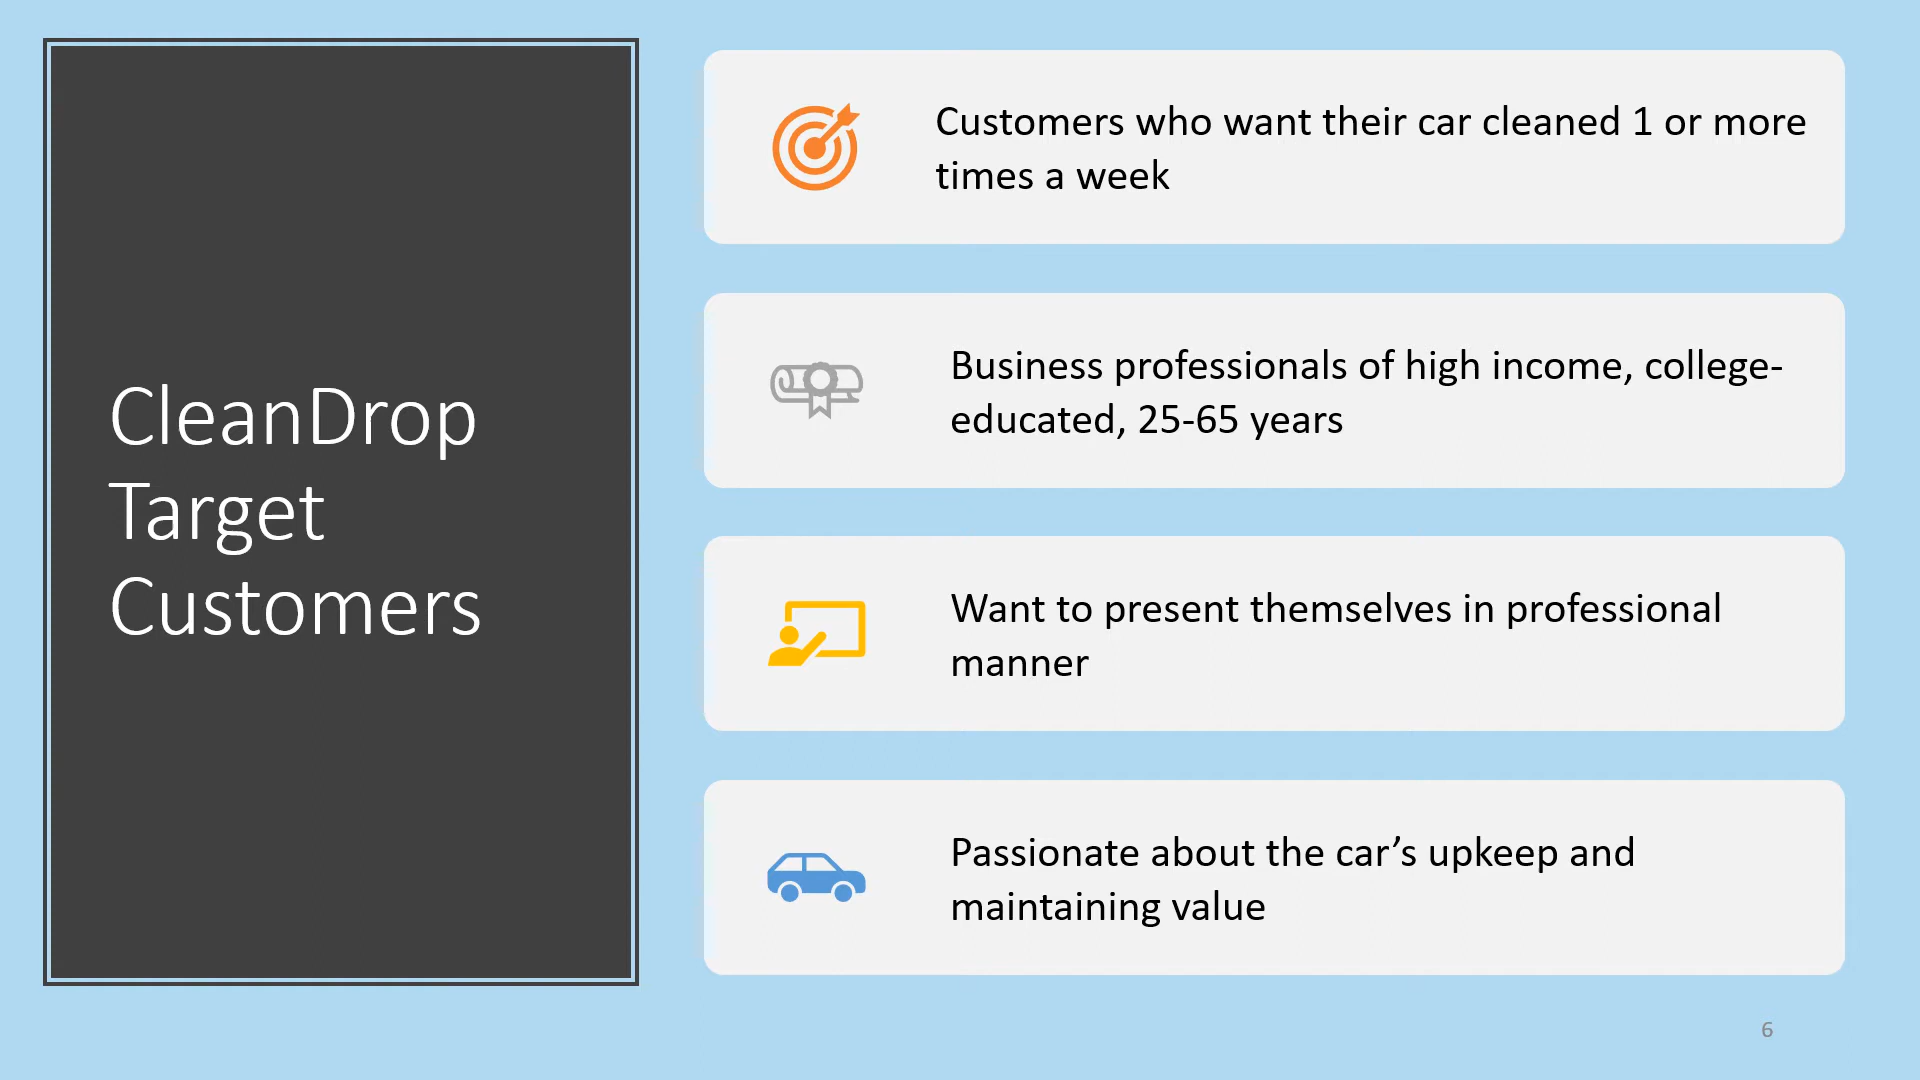 CleanDrop
Target
Customers
Customers who want their car cleaned 1 or more
times a week
Business professionals of high income, college-
educated, 25-65 years
Want to present themselves in professional
manner
Passionate about the car’s upkeep and
maintaining value
6